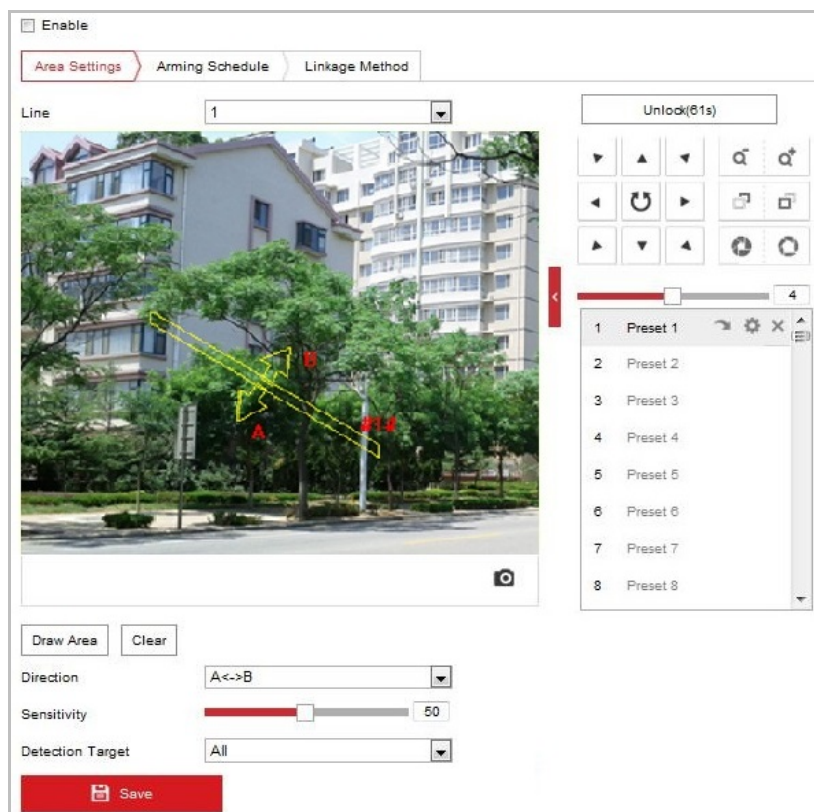 Enable
Area Settings
Arming Schedule
Linkage Method
Line
1
Unlock(61s)
B
A
#1#
4
1 Preset 1
2 Preset 2
3 Preset 3
4 Preset 4
5 Preset 5
6 Preset 6
7 Preset 7
8 Preset 8
Draw Area
Clear
Direction
A<->B
Sensitivity
50
Detection Target
All
Save